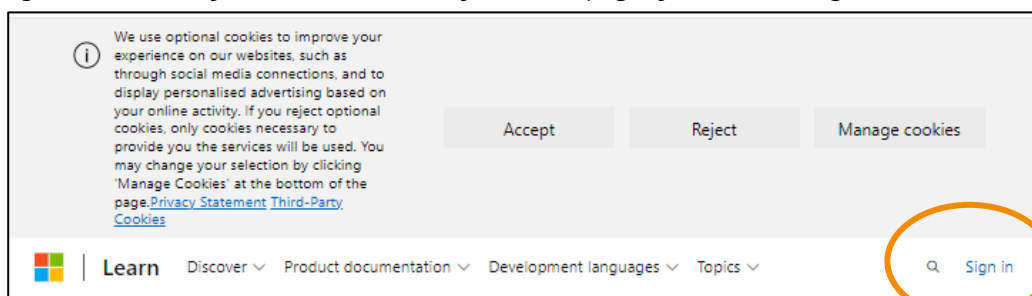 We use optional cookies to improve your
experience on our websites, such as
through social media connections, and to
display personalised advertising based on
your online activity. If you reject optional
cookies, only cookies necessary to
provide you the services will be used. You
may change your selection by clicking
'Manage Cookies' at the bottom of the
page.Privacy Statement Third-Party
Cookies
Accept Reject Manage cookies
Learn Discover Product documentation Development languages Topics Sign in